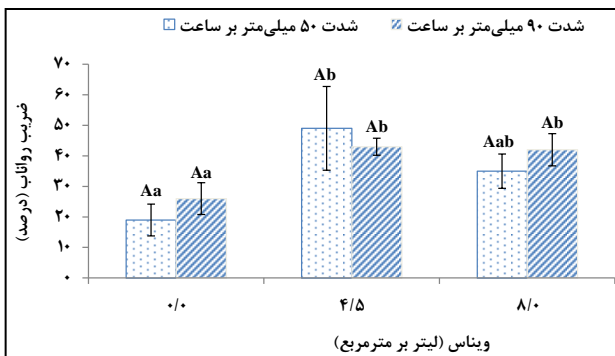 شدت ۹۰ میلی‌متر بر ساعت
شدت ۵۰ میلی‌متر بر ساعت
ضریب رواناب (درصد)
۷۰
۶۰
۵۰
۴۰
۳۰
۲۰
۱۰
۰
Aa
Aa
Ab
Ab
Aab
Ab
۰/۰
۴/۵
۸/۰
ویناس (لیتر بر مترمربع)